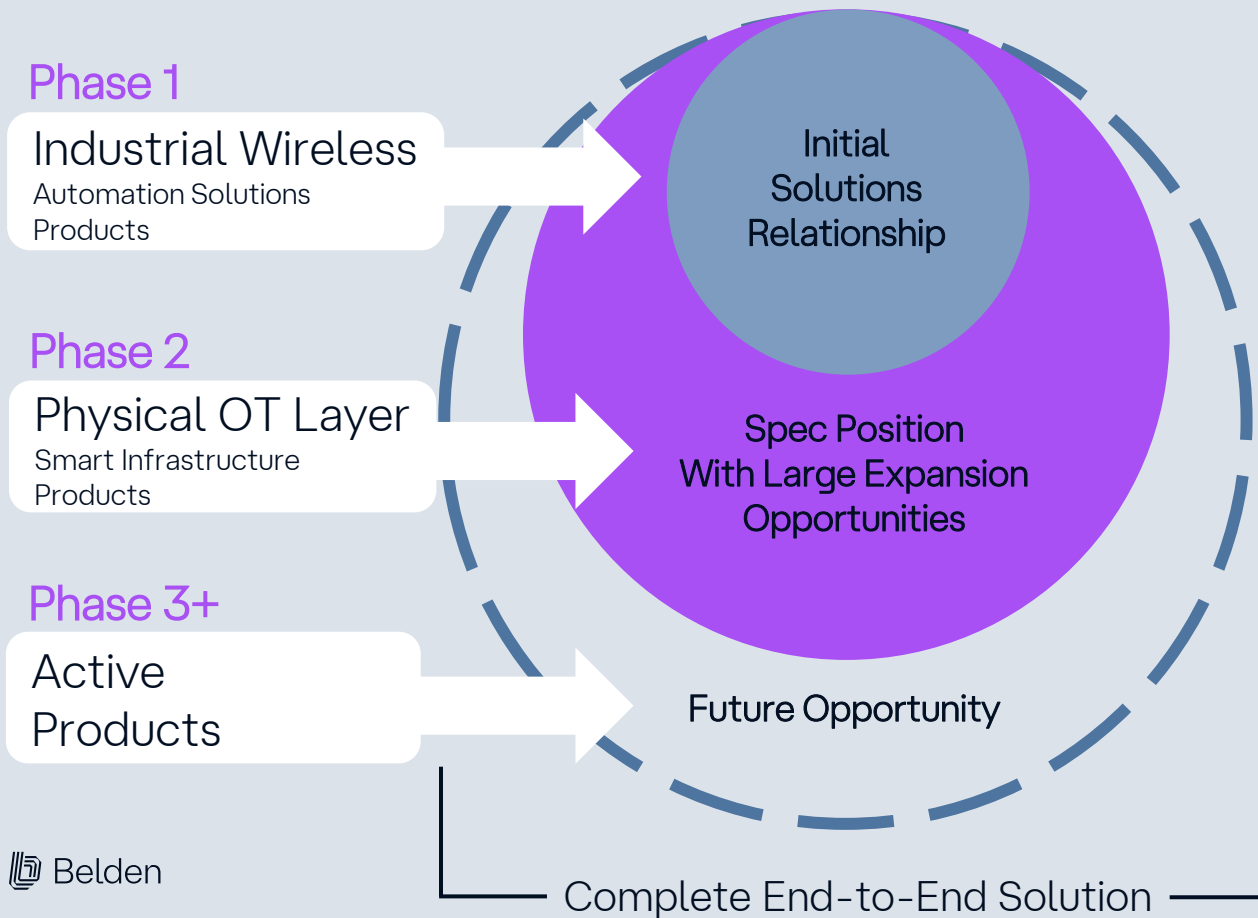 Phase 1
Industrial Wireless
Automation Solutions
Products
Initial
Solutions
Relationship
Phase 2
Physical OT Layer
Smart Infrastructure
Products
Spec Position
With Large Expansion
Opportunities
Phase 3+
Active
Products
Future Opportunity
Belden
Complete End-to-End Solution